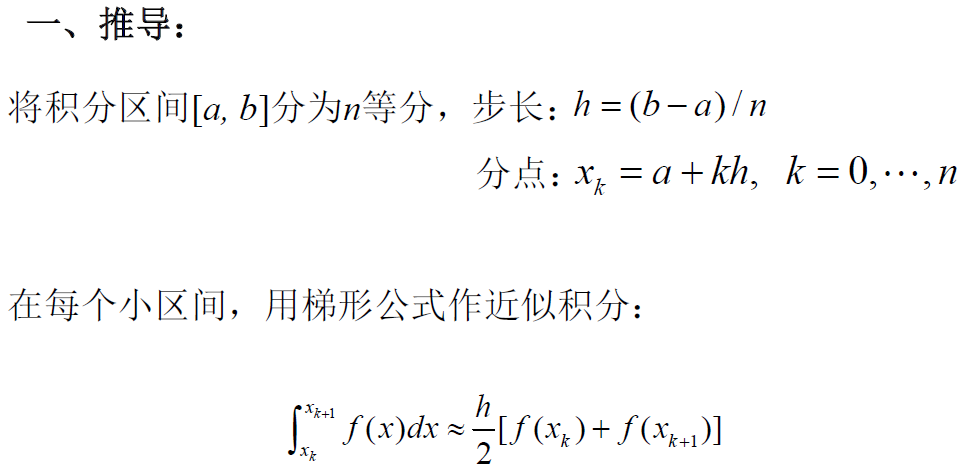 一、推导：
将积分区间[a, b]分为n等分，步长：h = (b − a) / n
分点：x_k = a + kh, k = 0,⋯, n
在每个小区间，用梯形公式作近似积分：
∫_{x_k}^{x_{k+1}} f(x)dx ≈ \frac{h}{2}[f(x_k) + f(x_{k+1})]